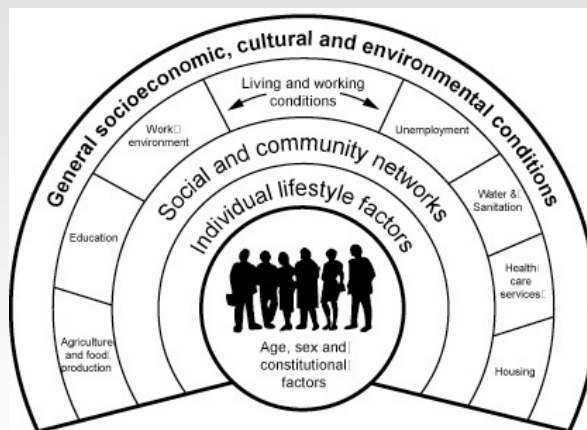 General socioeconomic, cultural and environmental conditions
Living and working
conditions
Work
environment
Unemployment
Education
Water &
Sanitation
Agriculture
and food
production
Health
care
services
Housing
Social and community networks
Individual lifestyle factors
Age, sex and
constitutional
factors